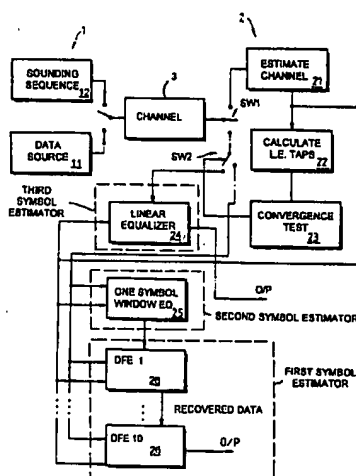 1
2
SOUNDING
SEQUENCE
12
DATA
SOURCE
11
3
CHANNEL
SW1
SW2
ESTIMATE
CHANNEL
21
CALCULATE
L.E. TAPS
22
CONVERGENCE
TEST
23
THIRD
SYMBOL
ESTIMATOR
LINEAR
EQUALIZER
24
O/P
ONE SYMBOL
WINDOW EQ.
25
SECOND SYMBOL
ESTIMATOR
DFE 1
FIRST SYMBOL
ESTIMATOR
RECOVERED DATA
DFE 10
O/P